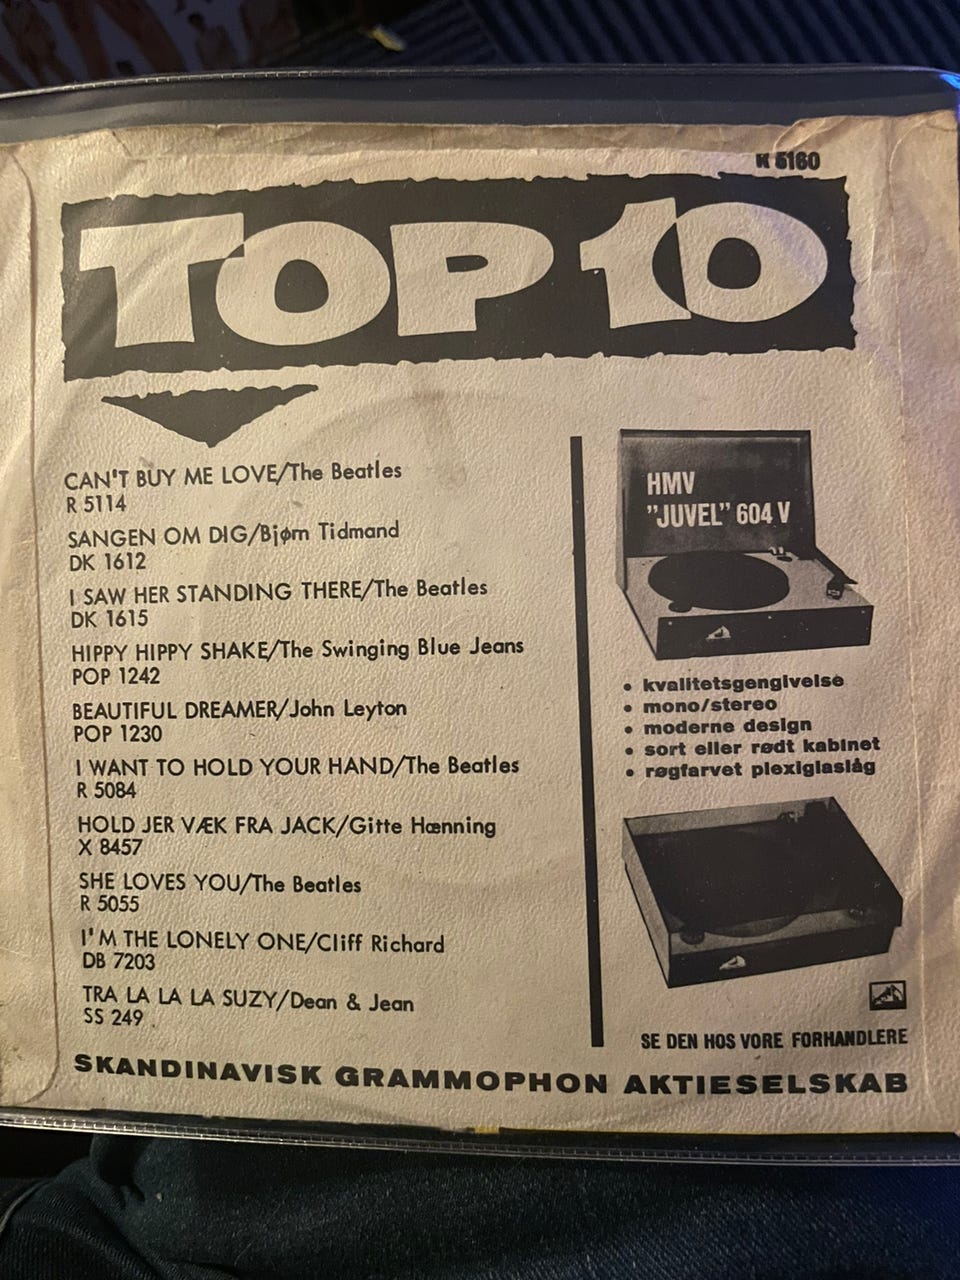 R 5160
TOP 10
CAN'T BUY ME LOVE/The Beatles
R 5114
SANGEN OM DIG/Bjørn Tidmand
DK 1612
I SAW HER STANDING THERE/The Beatles
DK 1615
HIPPY HIPPY SHAKE/The Swinging Blue Jeans
POP 1242
BEAUTIFUL DREAMER/John Leyton
POP 1230
I WANT TO HOLD YOUR HAND/The Beatles
R 5084
HOLD JER VÆK FRA JACK/Gitte Hænning
X 8457
SHE LOVES YOU/The Beatles
R 5055
I'M THE LONELY ONE/Cliff Richard
DB 7203
TRA LA LA LA SUZY/Dean & Jean
SS 249
HMV
"JUVEL" 604 V
• kvalitetsgengivelse
• mono/stereo
• moderne design
• sort eller rødt kabinet
• røgfarvet plexiglaslåg
SE DEN HOS VORE FORHANDLERE
SKANDINAVISK GRAMMOPHON AKTIESELSKAB